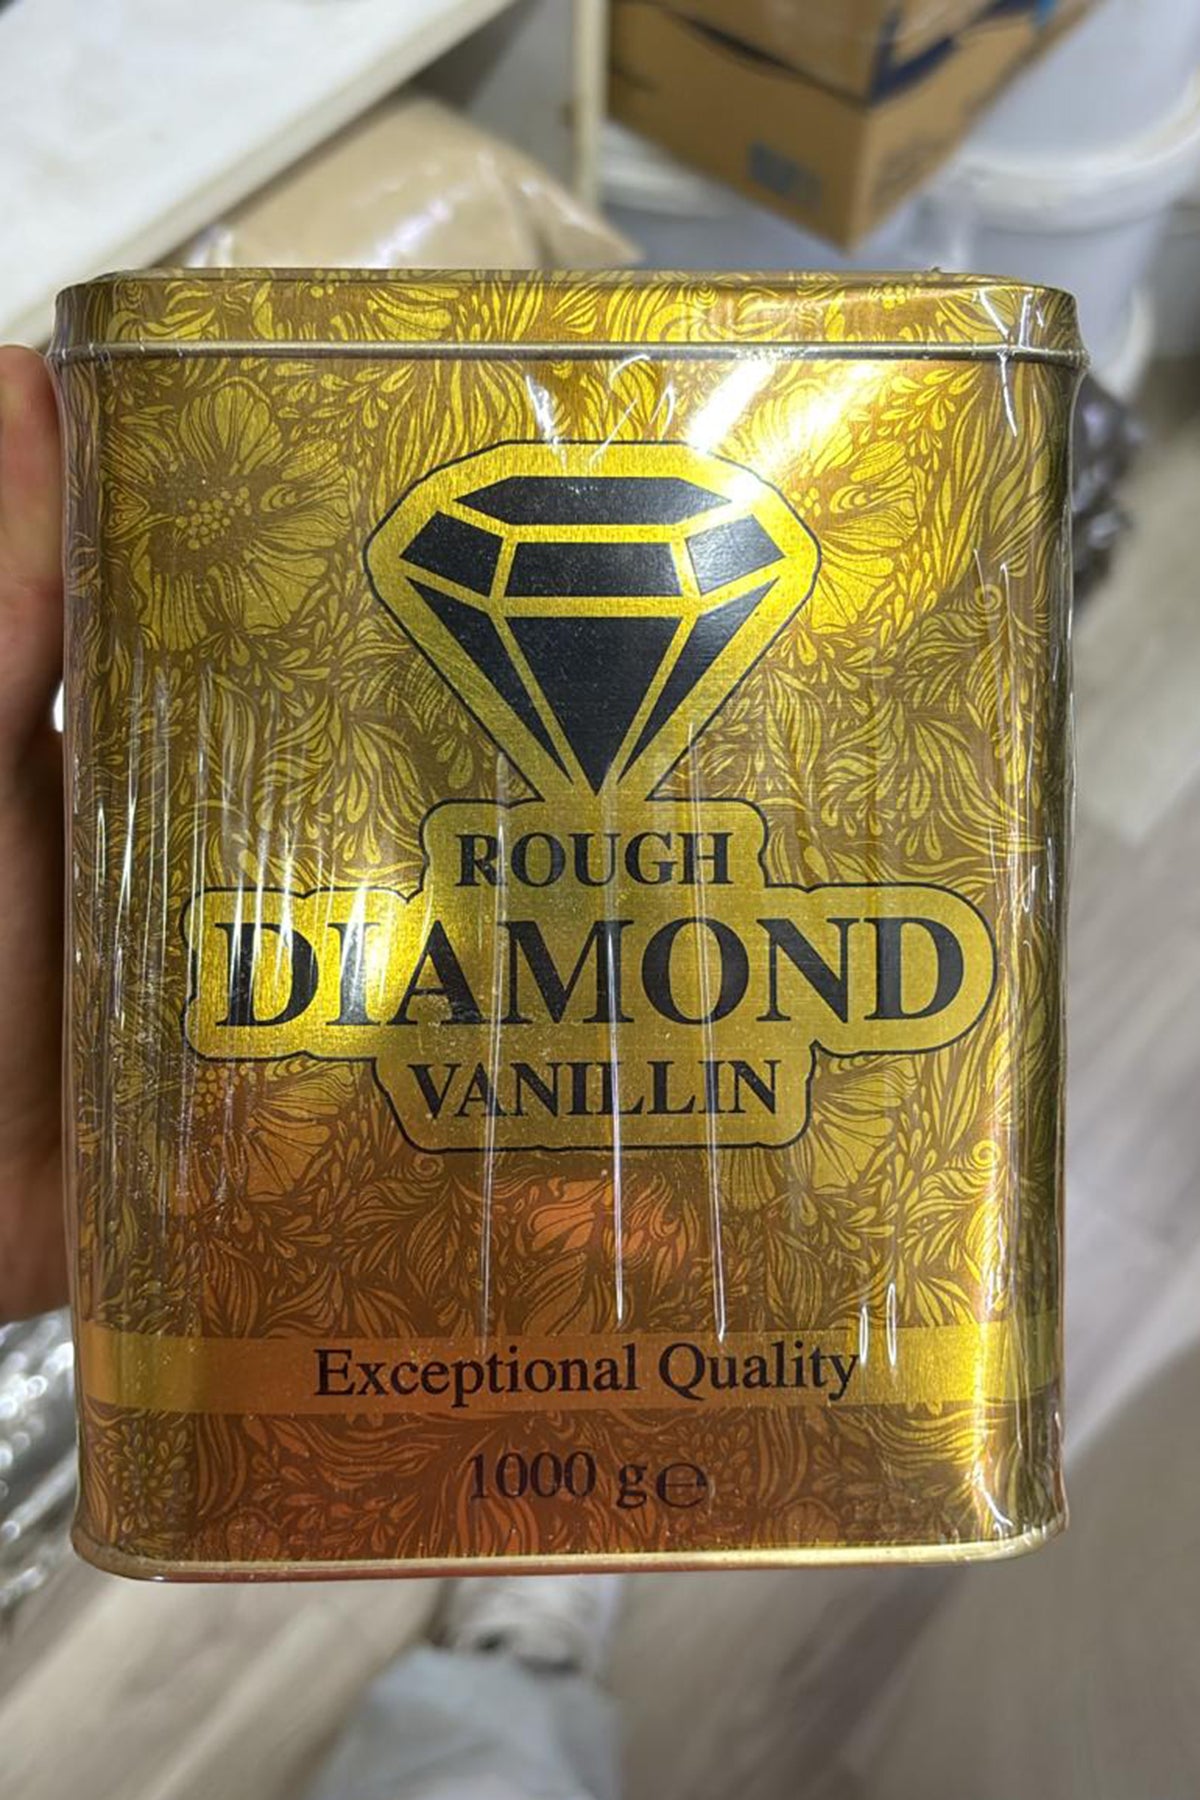 ROUGH
DIAMOND
VANILLIN
Exceptional Quality
1000 g℮